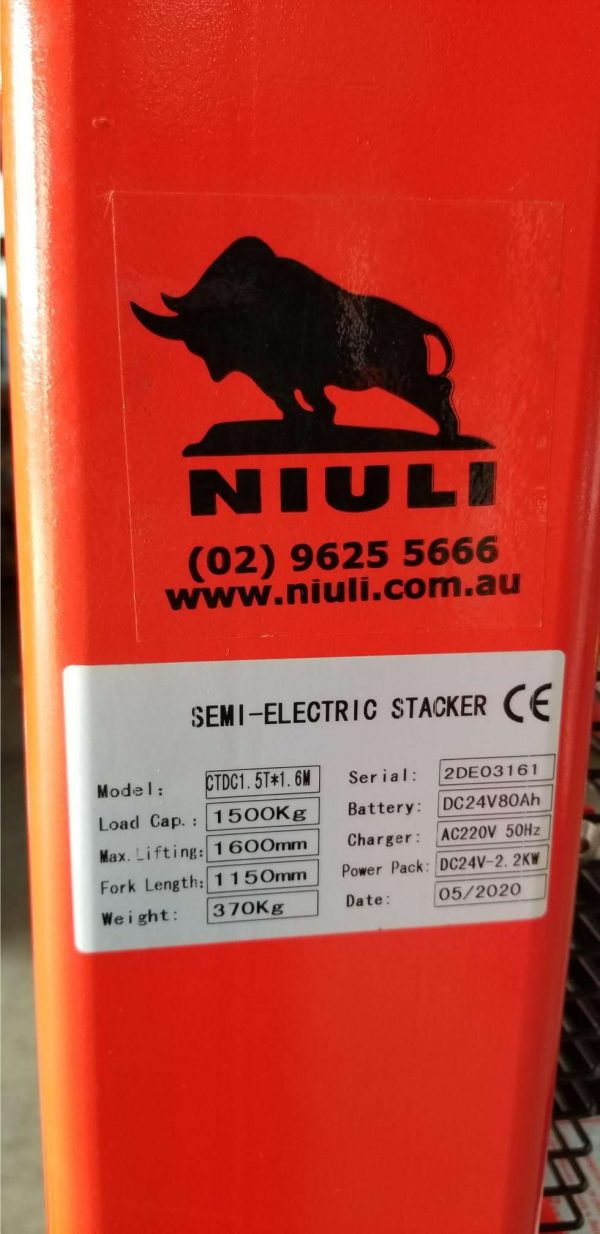 NIULI
(02) 9625 5666
www.niuli.com.au
SEMI-ELECTRIC STACKER CE
Model: CTDC1.5T*1.6M
Load Cap.: 1500Kg
Max.Lifting: 1600mm
Fork Length: 1150mm
Weight: 370Kg
Serial: 2DE03161
Battery: DC24V80Ah
Charger: AC220V 50Hz
Power Pack: DC24V-2.2KW
Date: 05/2020